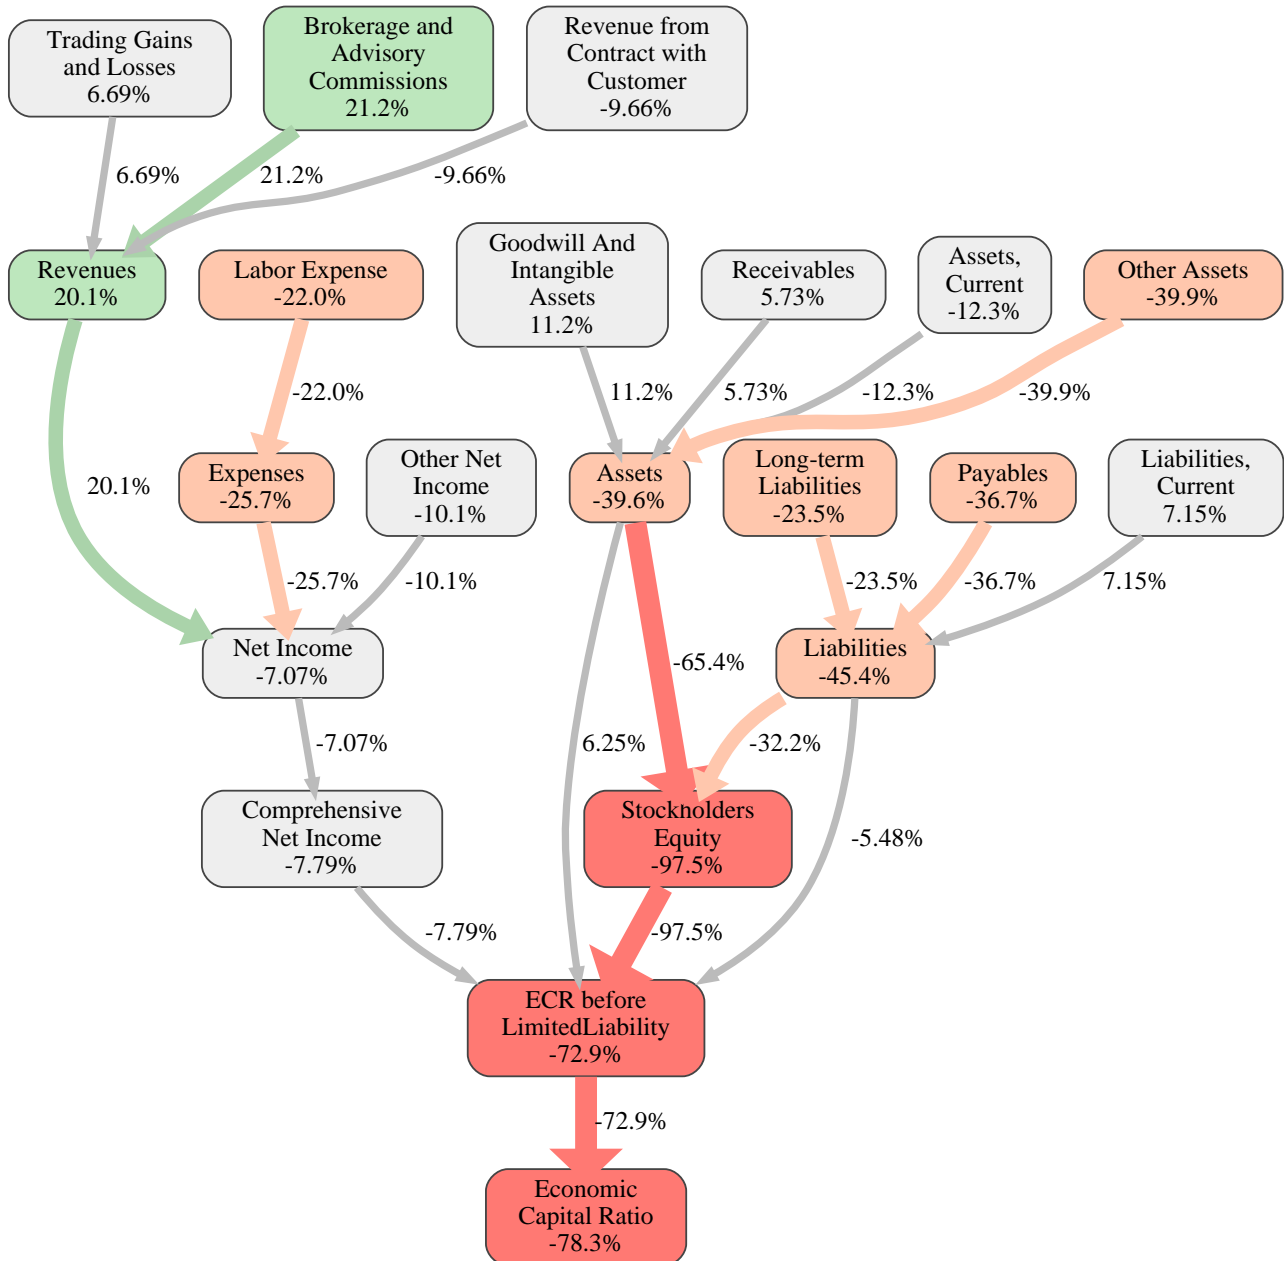 Trading Gains
and Losses
6.69%
Brokerage and
Advisory
Commissions
21.2%
Revenue from
Contract with
Customer
-9.66%
6.69%
21.2%
-9.66%
Revenues
20.1%
Labor Expense
-22.0%
Goodwill And
Intangible
Assets
11.2%
Receivables
5.73%
Assets,
Current
-12.3%
Other Assets
-39.9%
-22.0%
11.2%
5.73%
-12.3%
-39.9%
20.1%
Expenses
-25.7%
Other Net
Income
-10.1%
Assets
-39.6%
Long-term
Liabilities
-23.5%
Payables
-36.7%
Liabilities,
Current
7.15%
-25.7%
-10.1%
-23.5%
-36.7%
7.15%
Net Income
-7.07%
-65.4%
Liabilities
-45.4%
-7.07%
6.25%
-32.2%
Comprehensive
Net Income
-7.79%
Stockholders
Equity
-97.5%
-5.48%
-7.79%
-97.5%
ECR before
LimitedLiability
-72.9%
-72.9%
Economic
Capital Ratio
-78.3%